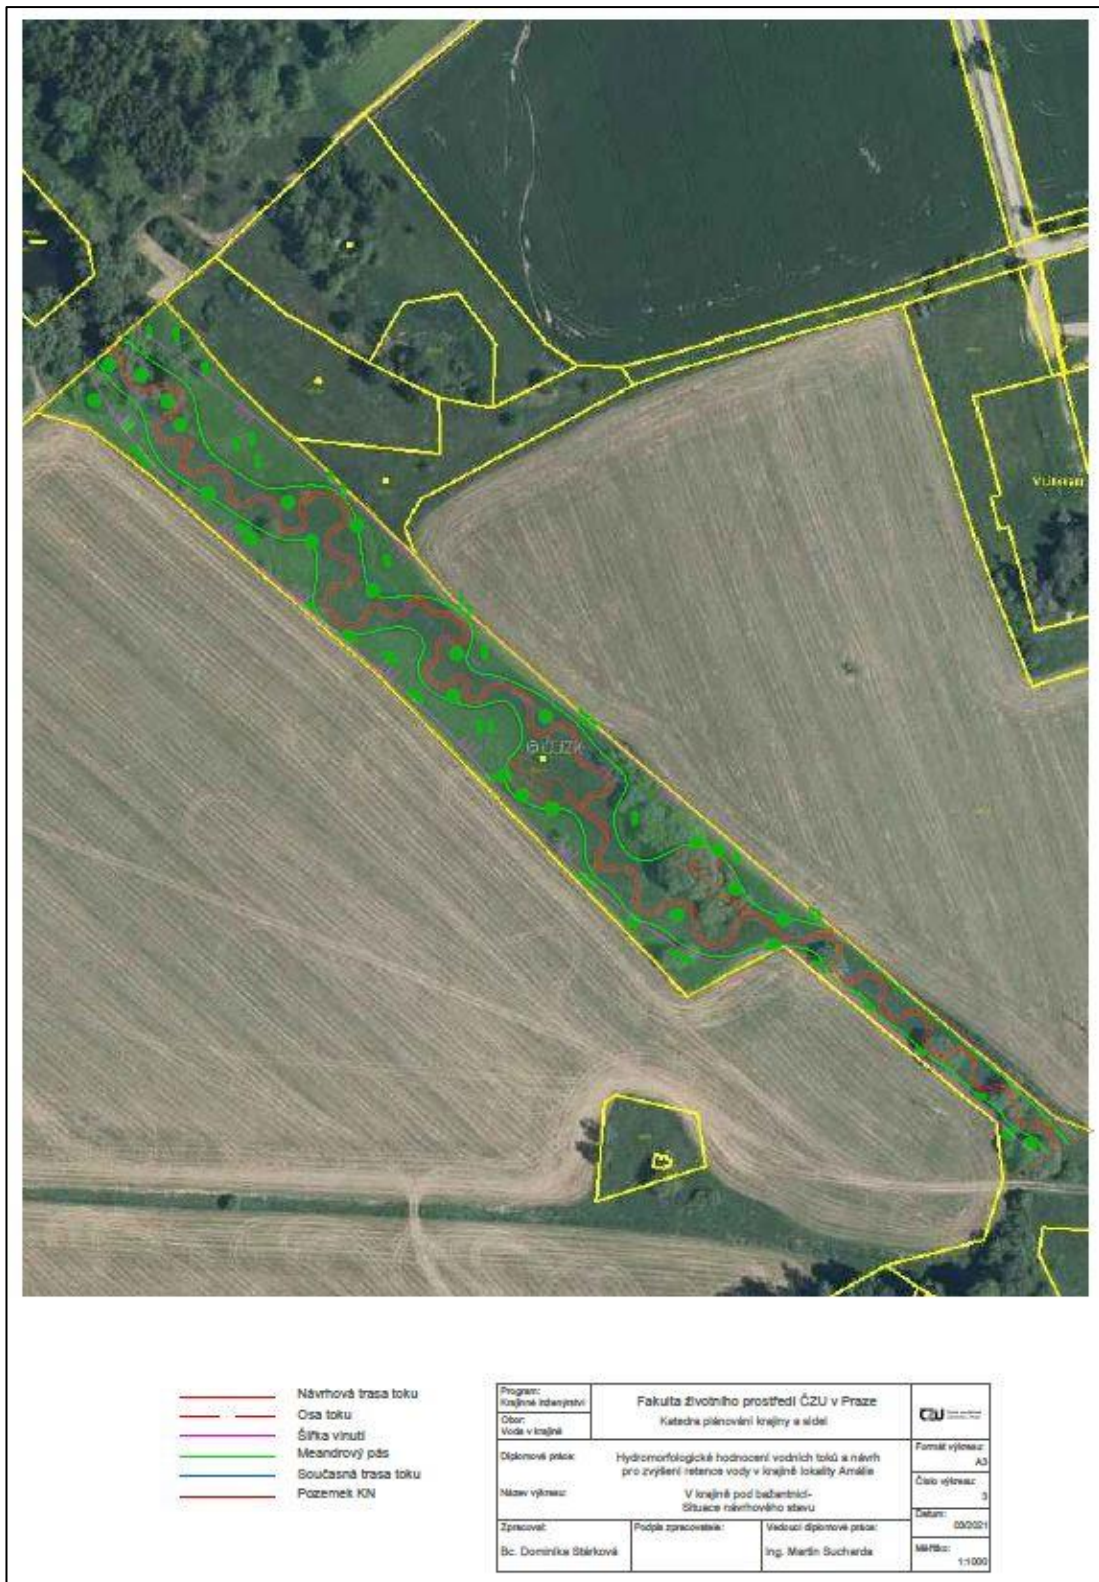 © ČÚZK
Návrhová trasa toku
Osa toku
Šířka vinutí
Meandrový pás
Současná trasa toku
Pozemek KN
Program:
Krajinné inženýrství
Obor:
Voda v krajině
Fakulta životního prostředí ČZU v Praze
Katedra plánování krajiny a sídel
Diplomová práce:
Hydromorfologické hodnocení vodních toků a návrh
pro zvýšení retence vody v krajině lokality Amálie
Název výkresu:
V krajině pod bažantnicí-
Situace návrhového stavu
Zpracoval:
Bc. Dominika Stárková
Podpis zpracovatele:
Vedoucí diplomové práce:
Ing. Martin Sucharda
Formát výkresu:
A3
Číslo výkresu:
3
Datum:
03/2021
Měřítko:
1:1000